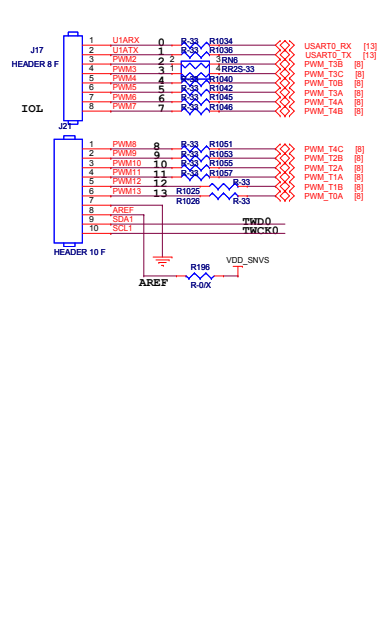 J17
HEADER 8 F
IOL
1 U1ARX 0 R-33 R1034 USART0_RX [13]
2 U1ATX 1 R-33 R1036 USART0_TX [13]
3 PWM2 2 2 3 RN6 PWM_T3B [8]
4 PWM3 3 1 4 RR2S-33 PWM_T3C [8]
5 PWM4 4 R-33 R1040 PWM_T0B [8]
6 PWM5 5 R-33 R1042 PWM_T3A [8]
7 PWM6 6 R-33 R1045 PWM_T4A [8]
8 PWM7 7 R-33 R1046 PWM_T4B [8]
J21
1 PWM8 8 R-33 R1051 PWM_T4C [8]
2 PWM9 9 R-33 R1053 PWM_T2B [8]
3 PWM10 10 R-33 R1055 PWM_T2A [8]
4 PWM11 11 R-33 R1057 PWM_T1A [8]
5 PWM12 12 R1025 R-33 PWM_T1B [8]
6 PWM13 13 R1026 R-33 PWM_T0A [8]
7
8 AREF
9 SDA1 TWD0
10 SCL1 TWCK0
HEADER 10 F
R196 VDD_SNVS
AREF R-0/X